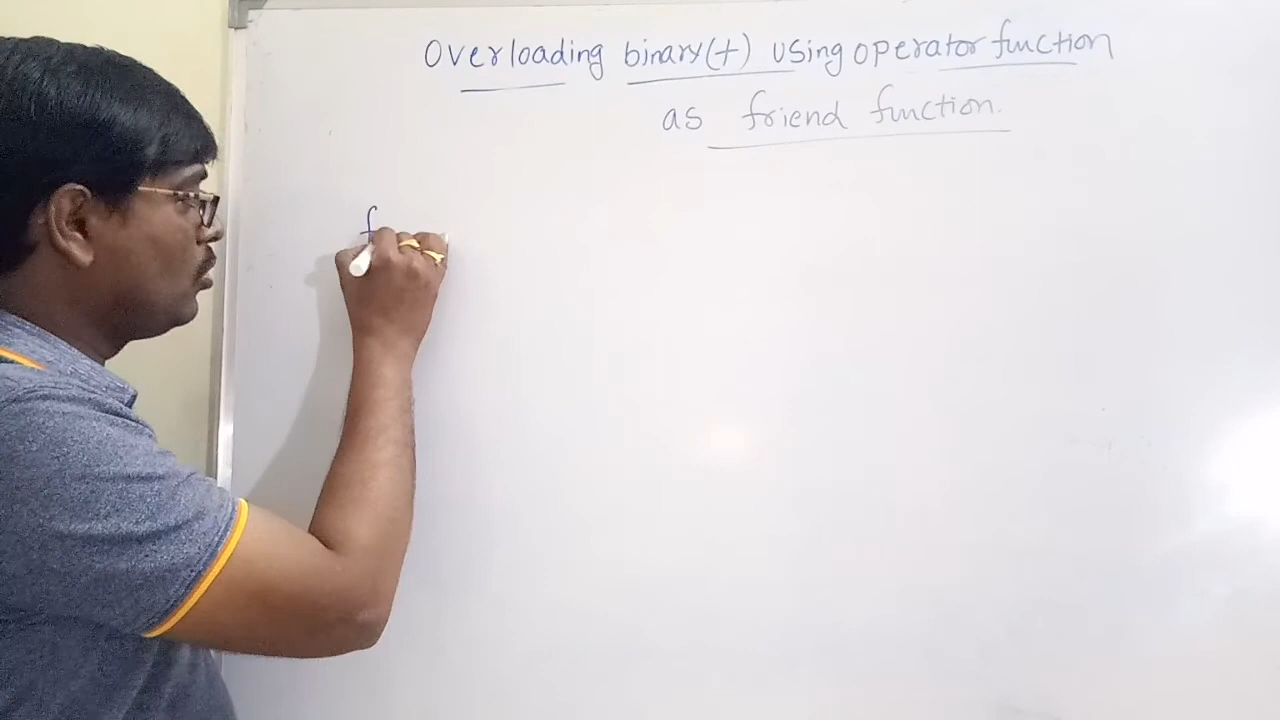 Overloading binary(+) using operator function
as friend function.
f